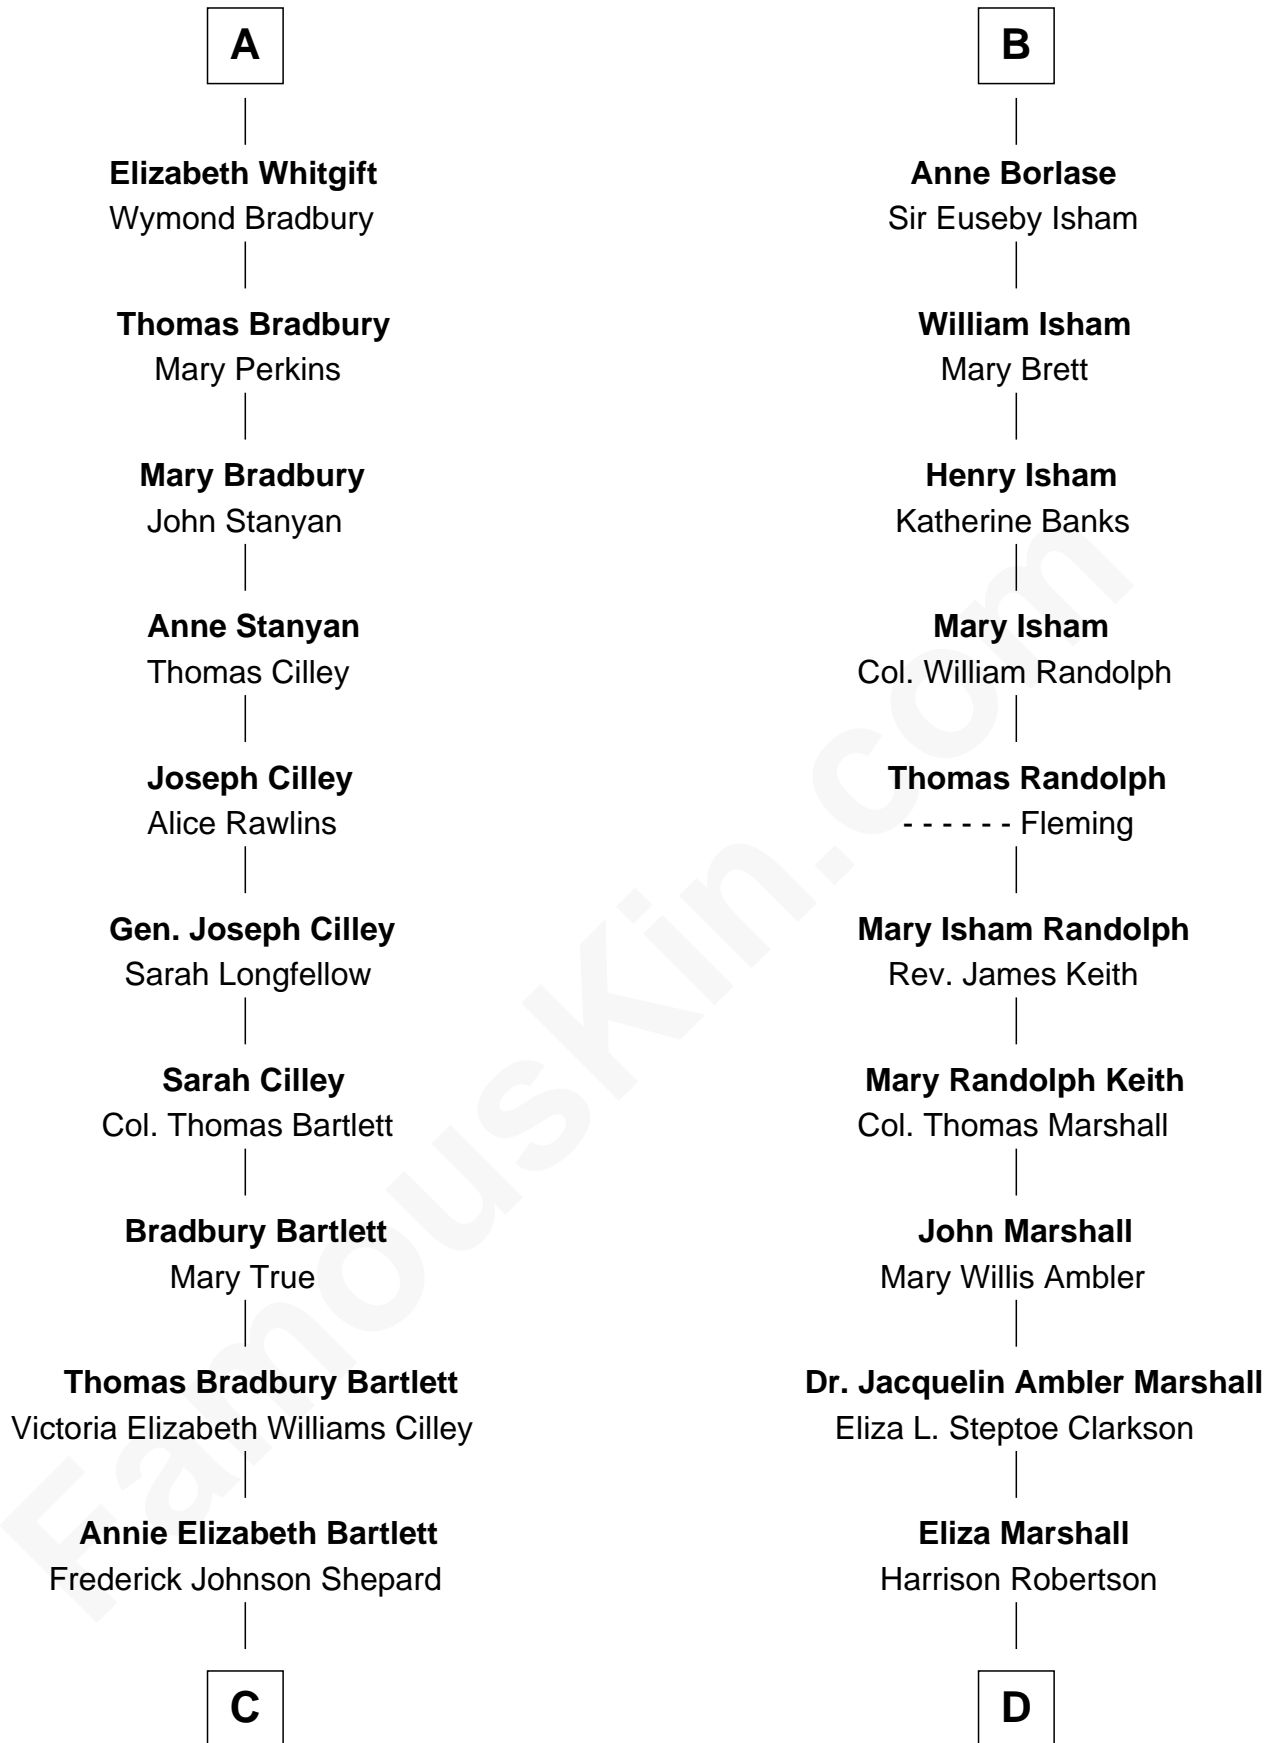 A
Elizabeth Whitgift
Wymond Bradbury
Thomas Bradbury
Mary Perkins
Mary Bradbury
John Stanyan
Anne Stanyan
Thomas Cilley
Joseph Cilley
Alice Rawlins
Gen. Joseph Cilley
Sarah Longfellow
Sarah Cilley
Col. Thomas Bartlett
Bradbury Bartlett
Mary True
Thomas Bradbury Bartlett
Victoria Elizabeth Williams Cilley
Annie Elizabeth Bartlett
Frederick Johnson Shepard
C
B
Anne Borlase
Sir Euseby Isham
William Isham
Mary Brett
Henry Isham
Katherine Banks
Mary Isham
Col. William Randolph
Thomas Randolph
- - - - - - Fleming
Mary Isham Randolph
Rev. James Keith
Mary Randolph Keith
Col. Thomas Marshall
John Marshall
Mary Willis Ambler
Dr. Jacquelin Ambler Marshall
Eliza L. Steptoe Clarkson
Eliza Marshall
Harrison Robertson
D
FamousKin.com